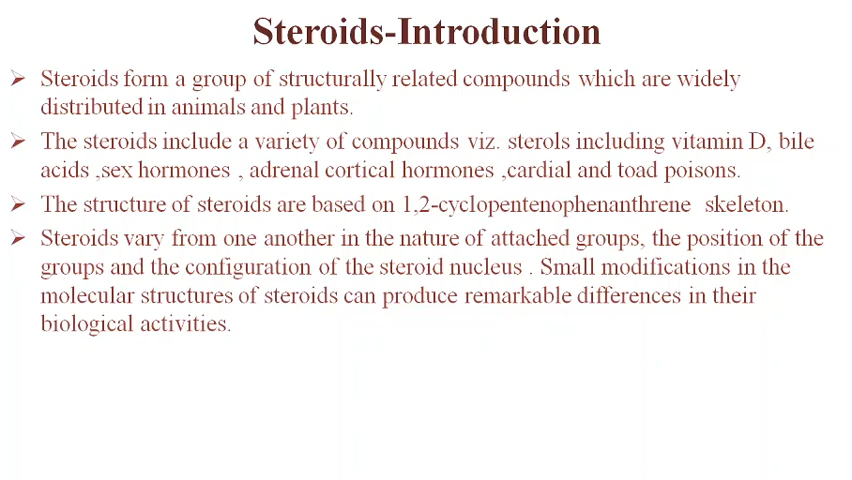 Steroids-Introduction
➢ Steroids form a group of structurally related compounds which are widely
distributed in animals and plants.
➢ The steroids include a variety of compounds viz. sterols including vitamin D, bile
acids ,sex hormones , adrenal cortical hormones ,cardial and toad poisons.
➢ The structure of steroids are based on 1,2-cyclopentenophenanthrene skeleton.
➢ Steroids vary from one another in the nature of attached groups, the position of the
groups and the configuration of the steroid nucleus . Small modifications in the
molecular structures of steroids can produce remarkable differences in their
biological activities.